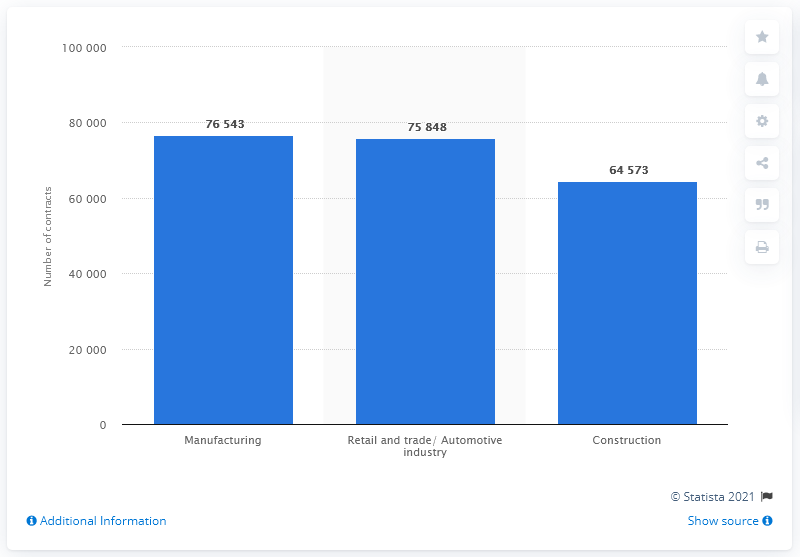 100 000
80 000
60 000
40 000
20 000
0
Number of contracts
76 543
75 848
64 573
Manufacturing
Retail and trade/ Automotive
industry
Construction
© Statista 2021
Additional Information
Show source